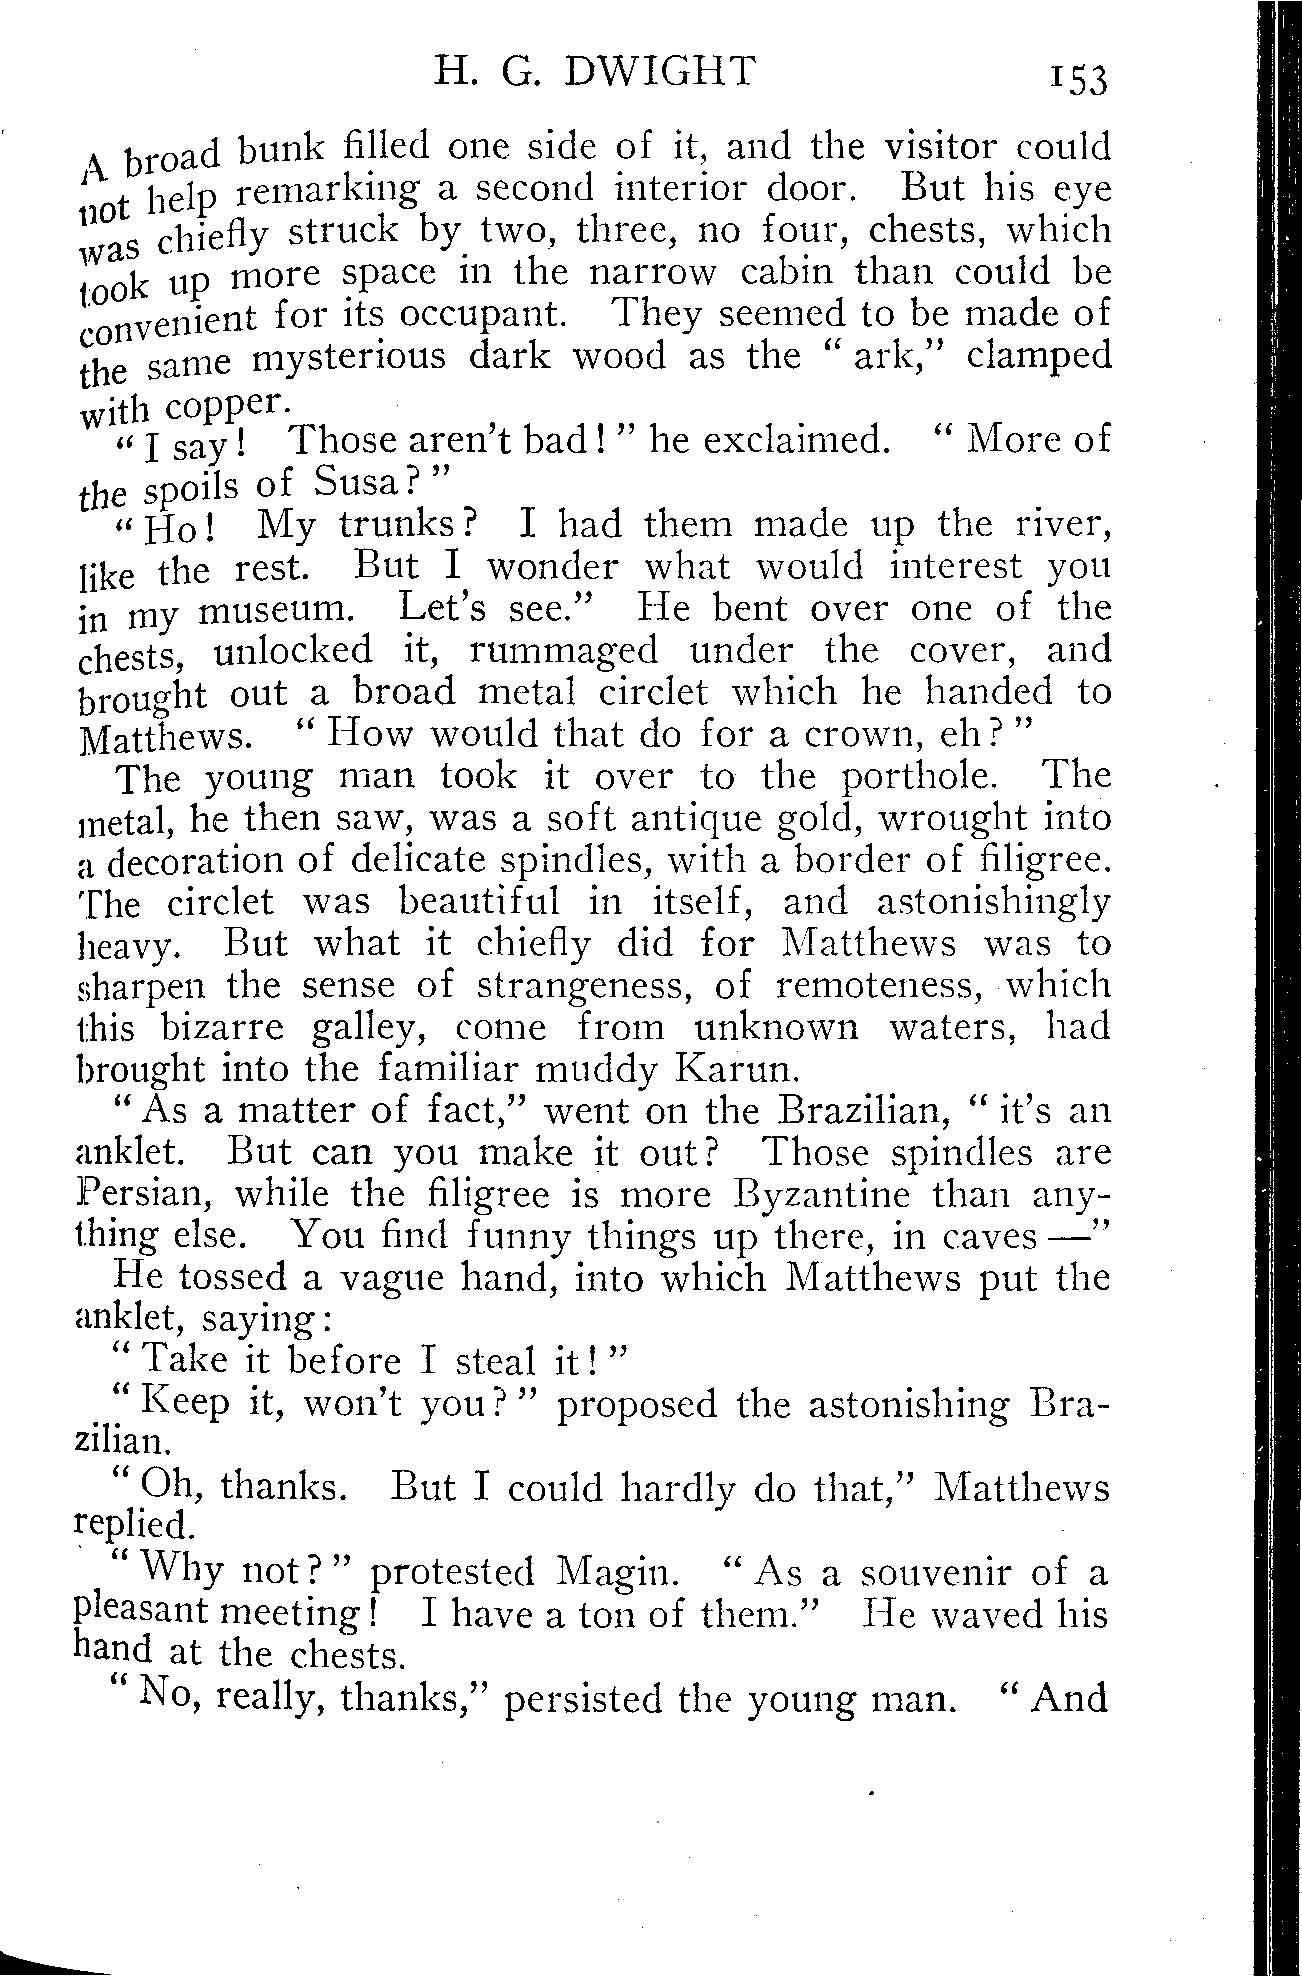 H. G. DWIGHT 153
A broad bunk filled one side of it, and the visitor could
not help remarking a second interior door. But his eye
was chiefly struck by two, three, no four, chests, which
took up more space in the narrow cabin than could be
convenient for its occupant. They seemed to be made of
the same mysterious dark wood as the “ ark,” clamped
with copper.
“ I say! Those aren't bad! ” he exclaimed. “ More of
the spoils of Susa? ”
“ Ho! My trunks? I had them made up the river,
like the rest. But I wonder what would interest you
in my museum. Let's see.” He bent over one of the
chests, unlocked it, rummaged under the cover, and
brought out a broad metal circlet which he handed to
Matthews. “ How would that do for a crown, eh? ”
The young man took it over to the porthole. The
metal, he then saw, was a soft antique gold, wrought into
a decoration of delicate spindles, with a border of filigree.
The circlet was beautiful in itself, and astonishingly
heavy. But what it chiefly did for Matthews was to
sharpen the sense of strangeness, of remoteness, which
this bizarre galley, come from unknown waters, had
brought into the familiar muddy Karun.
“ As a matter of fact,” went on the Brazilian, “ it's an
anklet. But can you make it out? Those spindles are
Persian, while the filigree is more Byzantine than any-
thing else. You find funny things up there, in caves —”
He tossed a vague hand, into which Matthews put the
anklet, saying:
“ Take it before I steal it! ”
“ Keep it, won't you? ” proposed the astonishing Bra-
zilian.
“ Oh, thanks. But I could hardly do that,” Matthews
replied.
“ Why not? ” protested Magin. “ As a souvenir of a
pleasant meeting! I have a ton of them.” He waved his
hand at the chests.
“ No, really, thanks,” persisted the young man. “ And